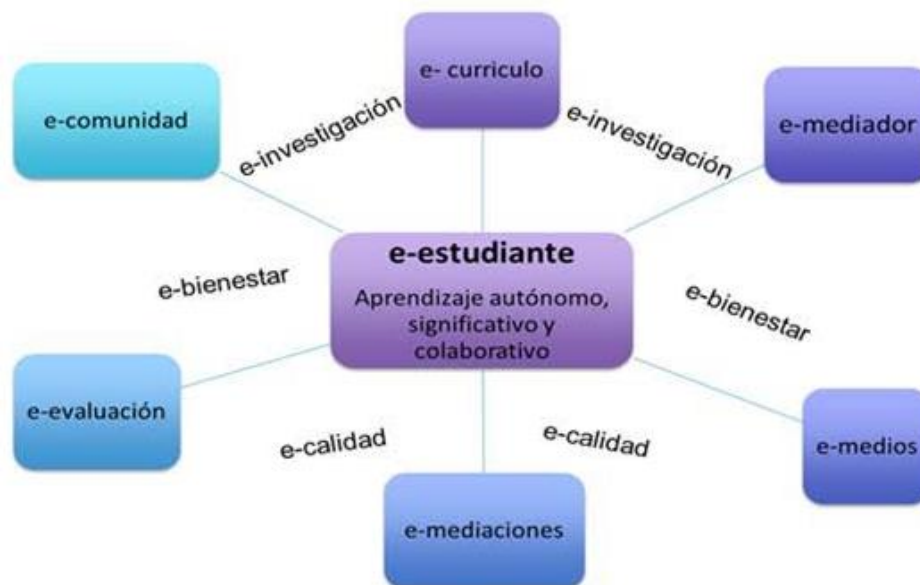 e- curriculo
e-comunidad
e-investigación
e-investigación
e-mediador
e-estudiante
Aprendizaje autónomo,
significativo y
colaborativo
e-bienestar
e-bienestar
e-evaluación
e-calidad
e-calidad
e-medios
e-mediaciones